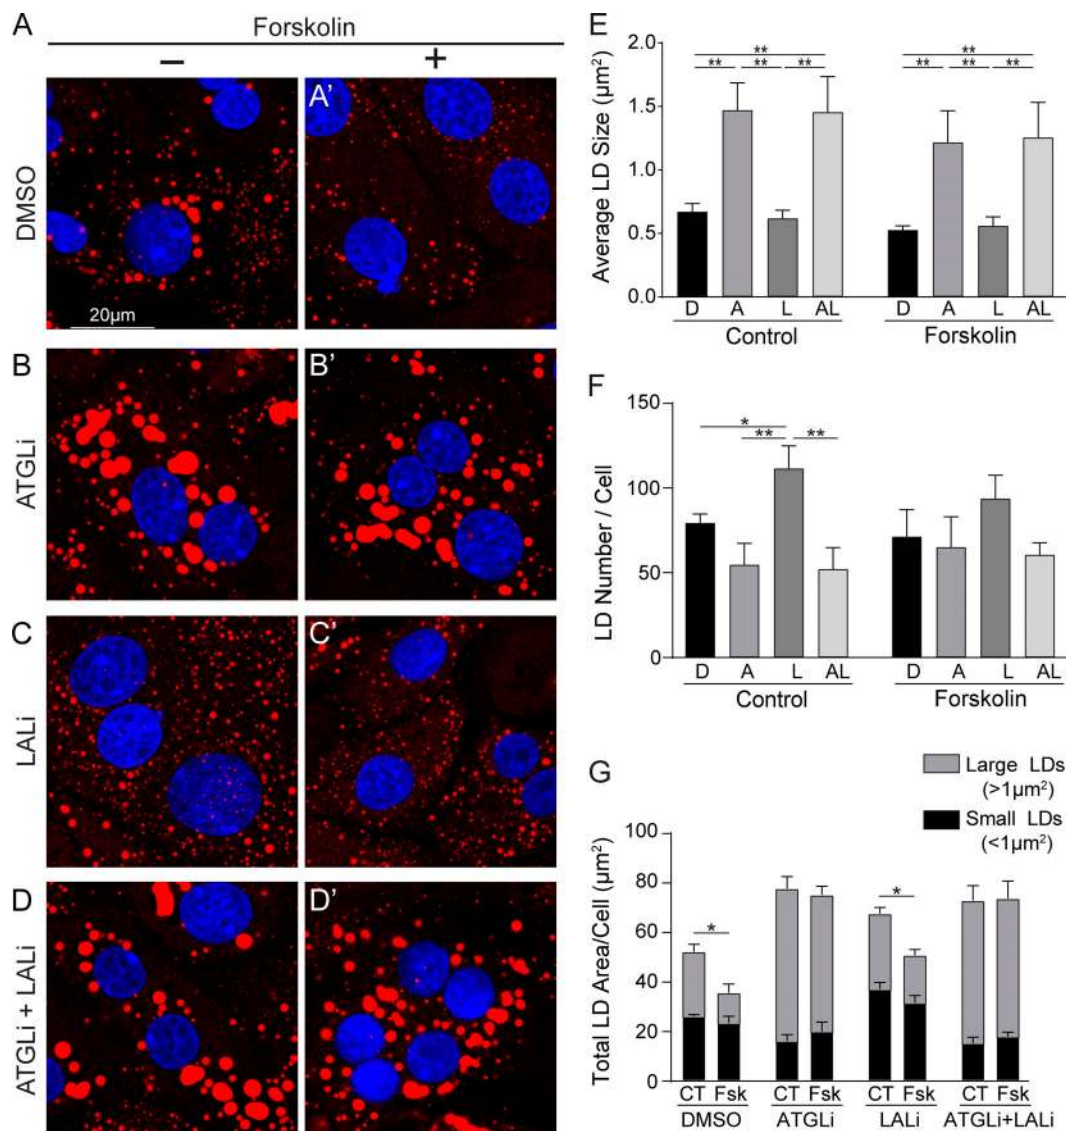 A
Forskolin
− +
A'
DMSO
20µm
B
B'
ATGLi
C
C'
LALi
D
D'
ATGLi + LALi
E
Average LD Size (µm²)
2.0
1.5
1.0
0.5
0.0
**
** ** **
**
** ** **
D A L AL D A L AL
Control Forskolin
F
LD Number / Cell
150
100
50
0
*
** **
D A L AL D A L AL
Control Forskolin
G
Large LDs
(>1µm²)
Small LDs
(<1µm²)
Total LD Area/Cell (µm²)
100
80
60
40
20
0
*
*
CT Fsk CT Fsk CT Fsk CT Fsk
DMSO ATGLi LALi ATGLi+LALi